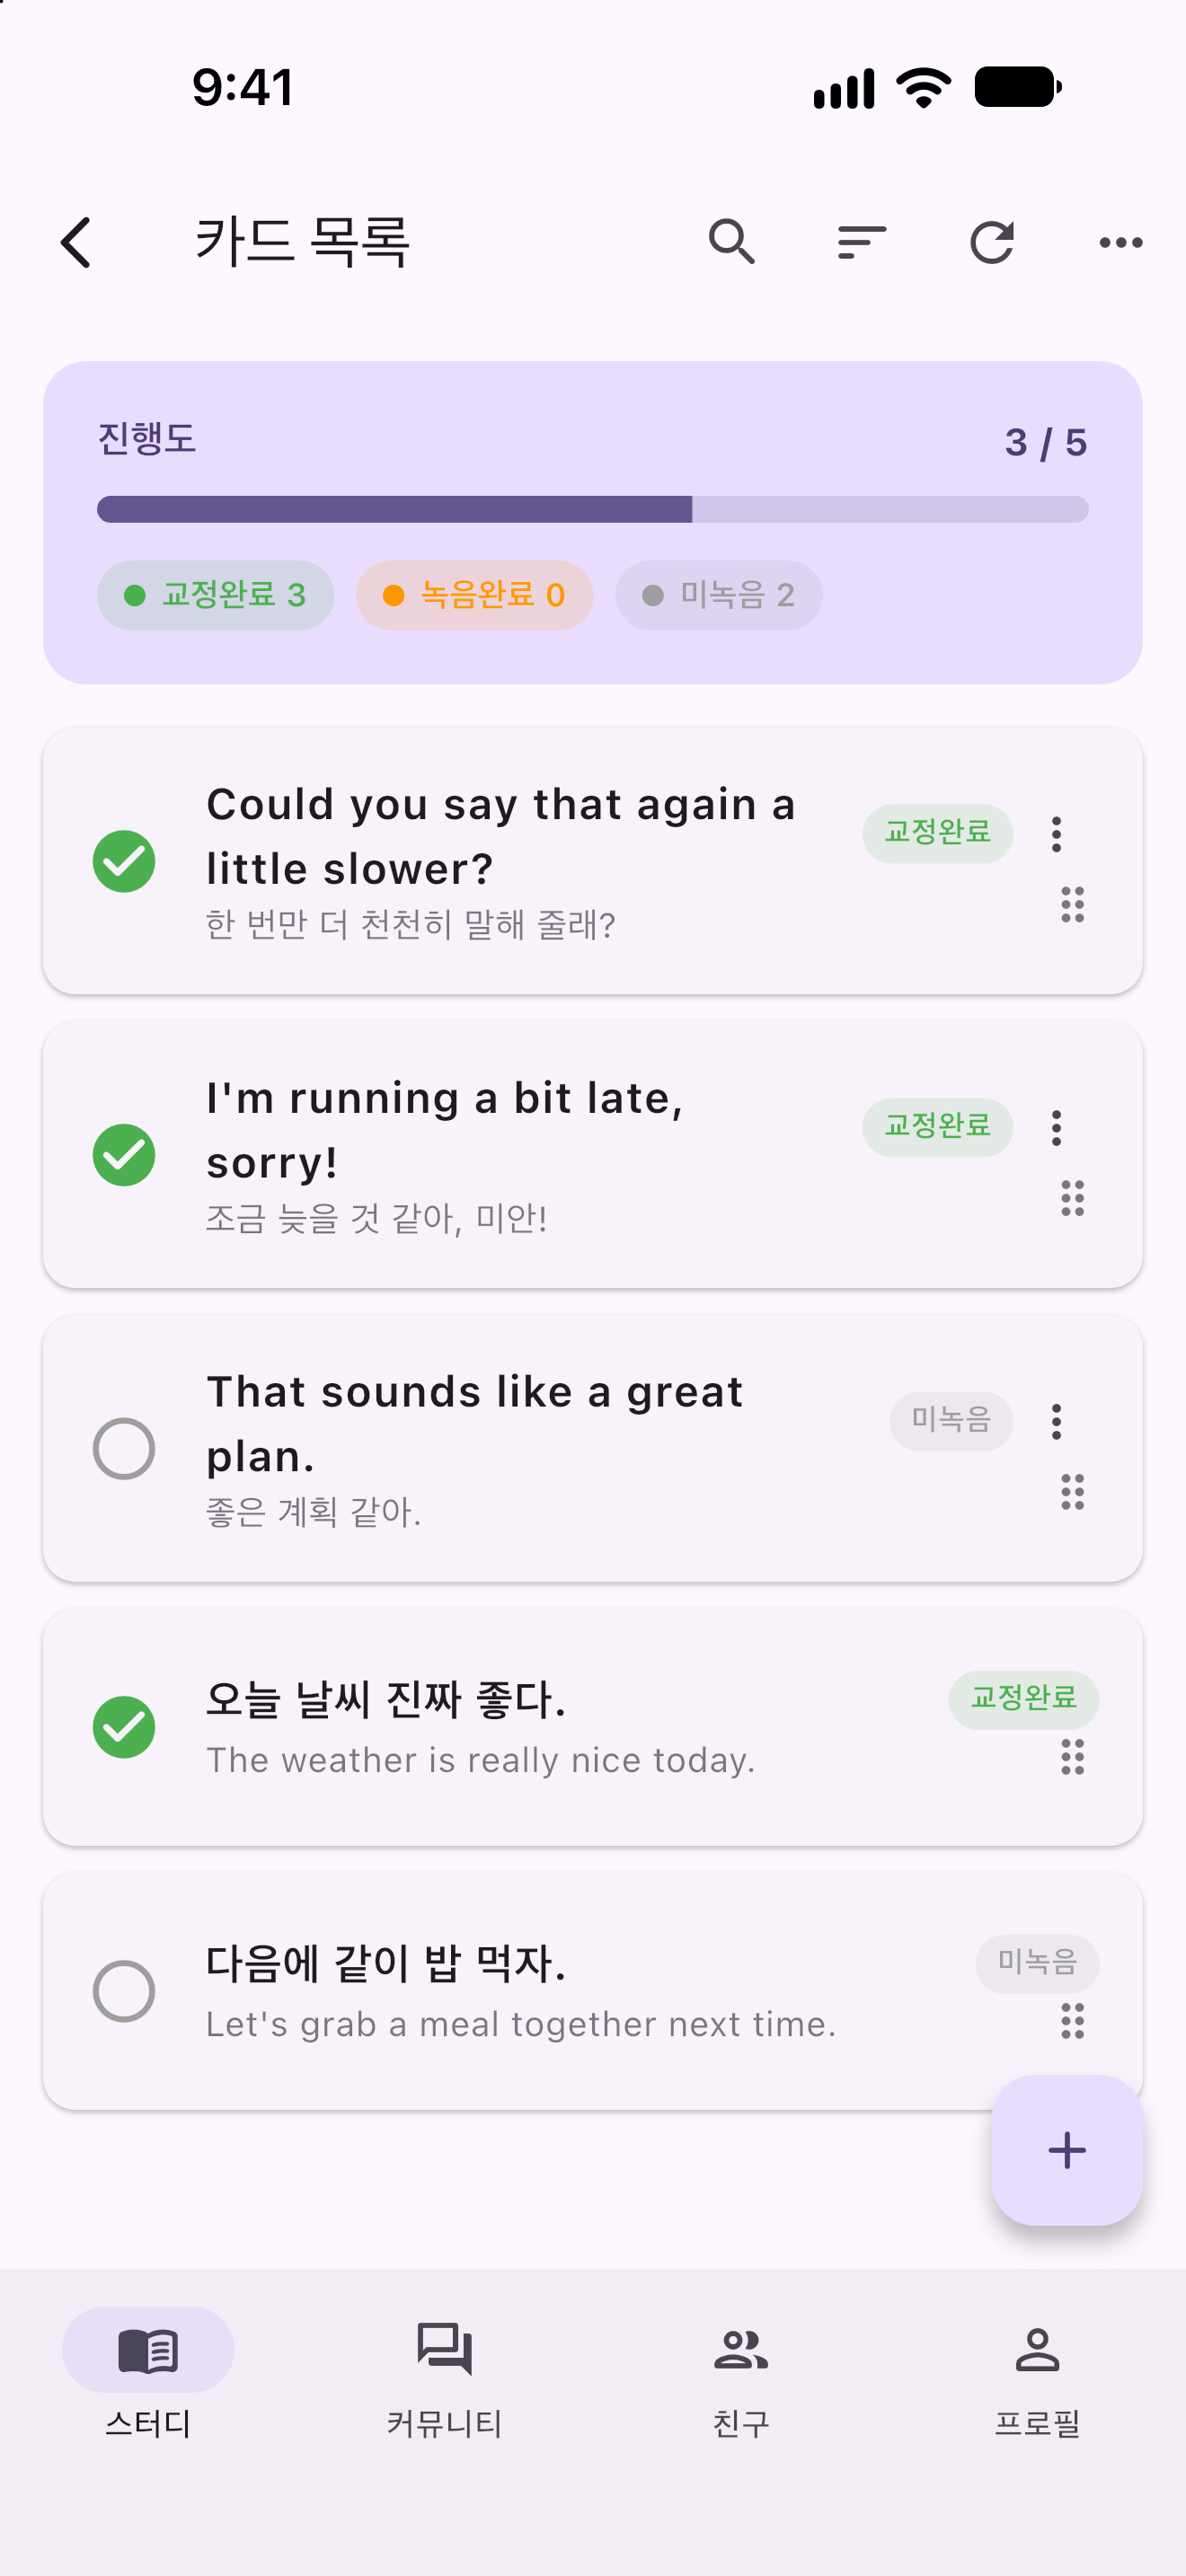 9:41
카드 목록
진행도
3 / 5
교정완료 3
녹음완료 0
미녹음 2
Could you say that again a
little slower?
한 번만 더 천천히 말해 줄래?
교정완료
I'm running a bit late,
sorry!
조금 늦을 것 같아, 미안!
교정완료
That sounds like a great
plan.
좋은 계획 같아.
미녹음
오늘 날씨 진짜 좋다.
The weather is really nice today.
교정완료
다음에 같이 밥 먹자.
Let's grab a meal together next time.
미녹음
스터디
커뮤니티
친구
프로필